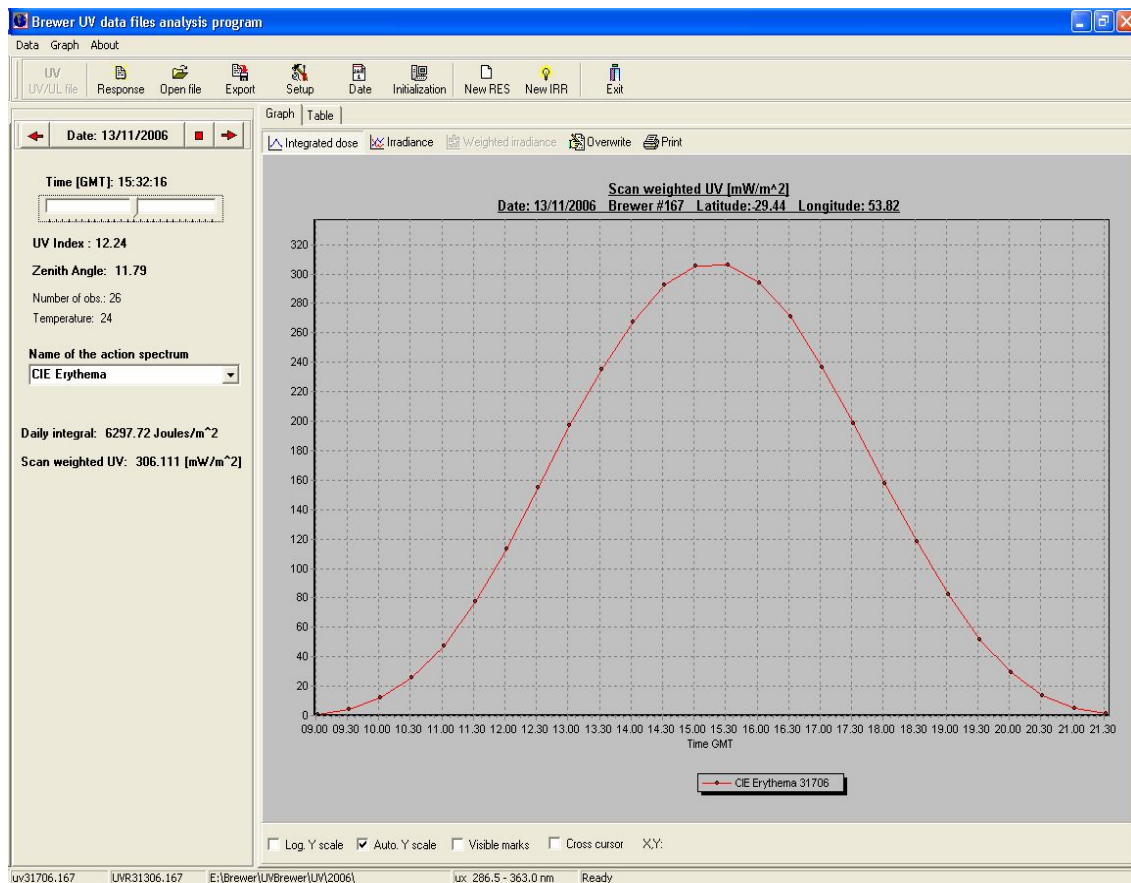 Brewer UV data files analysis program
Data Graph About
UV
UV/UL file Response Open file Export Setup Date Initialization New RES New IRR Exit
Date: 13/11/2006
Time [GMT]: 15:32:16
UV Index : 12.24
Zenith Angle: 11.79
Number of obs.: 26
Temperature: 24
Name of the action spectrum
CIE Erythema
Daily integral: 6297.72 Joules/m^2
Scan weighted UV: 306.111 [mW/m^2]
Graph Table
Integrated dose Irradiance Weighted irradiance Overwrite Print
Scan weighted UV [mW/m^2]
Date: 13/11/2006 Brewer #167 Latitude:-29.44 Longitude: 53.82
320
300
280
260
240
220
200
180
160
140
120
100
80
60
40
20
0
09.00 09.30 10.00 10.30 11.00 11.30 12.00 12.30 13.00 13.30 14.00 14.30 15.00 15.30 16.00 16.30 17.00 17.30 18.00 18.30 19.00 19.30 20.00 20.30 21.00 21.30
Time GMT
CIE Erythema 31706
Log. Y scale Auto. Y scale Visible marks Cross cursor X,Y:
uv31706.167 UVR31306.167 E:\Brewer\UVBrewer\UV\2006\ ux 286.5 - 363.0 nm Ready